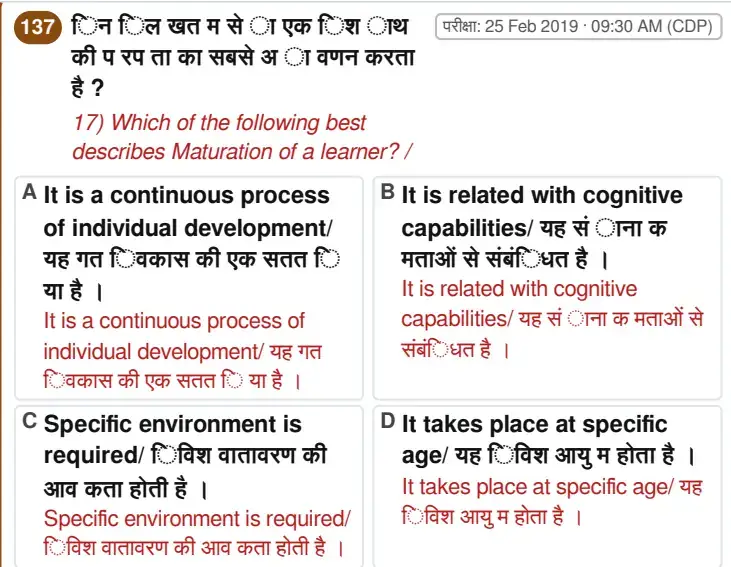 137 िन िल खत म से ा एक िश ाथ
परीक्षा: 25 Feb 2019 · 09:30 AM (CDP)
की प रप ता का सबसे अ ा वणन करता
है ?
17) Which of the following best
describes Maturation of a learner? /
A It is a continuous process
of individual development/
यह गत िवकास की एक सतत ि
या है ।
It is a continuous process of
individual development/ यह गत
िवकास की एक सतत ि या है ।
B It is related with cognitive
capabilities/ यह सं ाना क
मताओं से संबंिधत है ।
It is related with cognitive
capabilities/ यह सं ाना क मताओं से
संबंिधत है ।
C Specific environment is
required/ िविश वातावरण की
आव कता होती है ।
Specific environment is required/
िविश वातावरण की आव कता होती है ।
D It takes place at specific
age/ यह िविश आयु म होता है ।
It takes place at specific age/ यह
िविश आयु म होता है ।